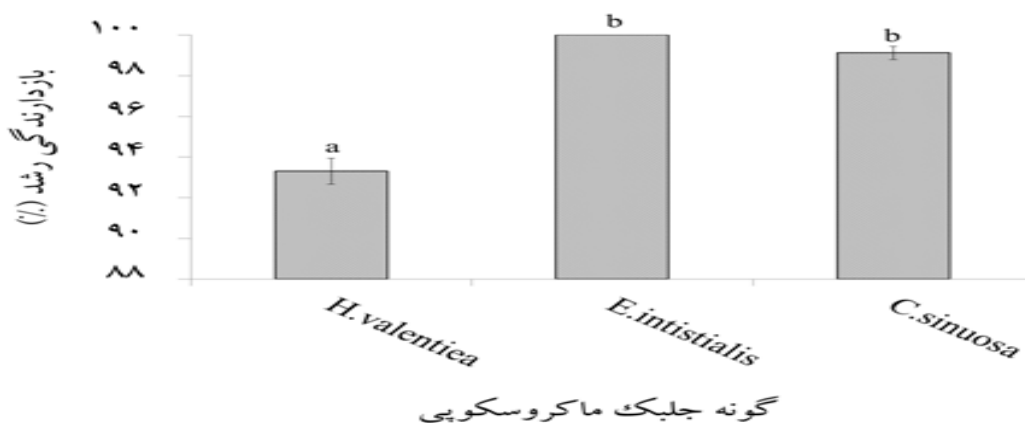 بازدارندگی رشد (٪)
۱۰۰
۹۸
۹۶
۹۴
۹۲
۹۰
۸۸
a
b
b
H.valentiea
E.intistialis
C.sinuosa
گونه جلبک ماکروسکوپی